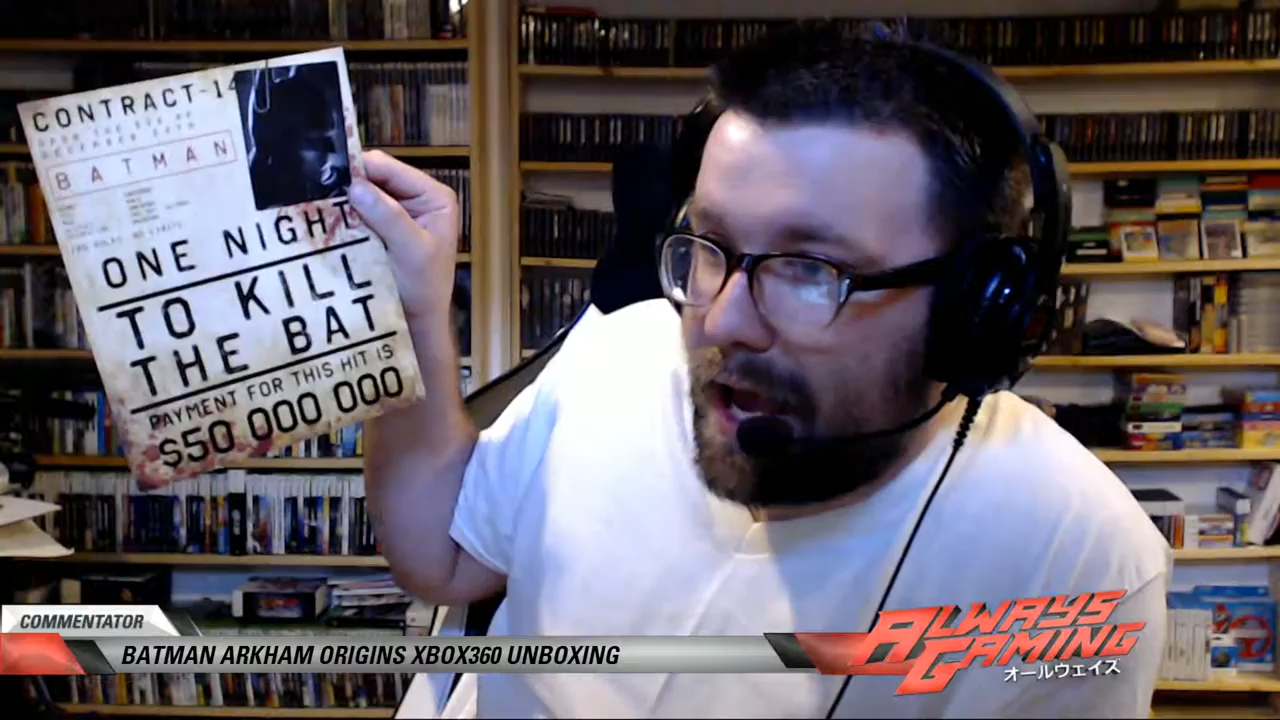 CONTRACT-14
BATMAN
ONE NIGHT
TO KILL
THE BAT
PAYMENT FOR THIS HIT IS
$50 000 000
COMMENTATOR
BATMAN ARKHAM ORIGINS XBOX360 UNBOXING
ALWAYS
GAMING
オールウェイズ